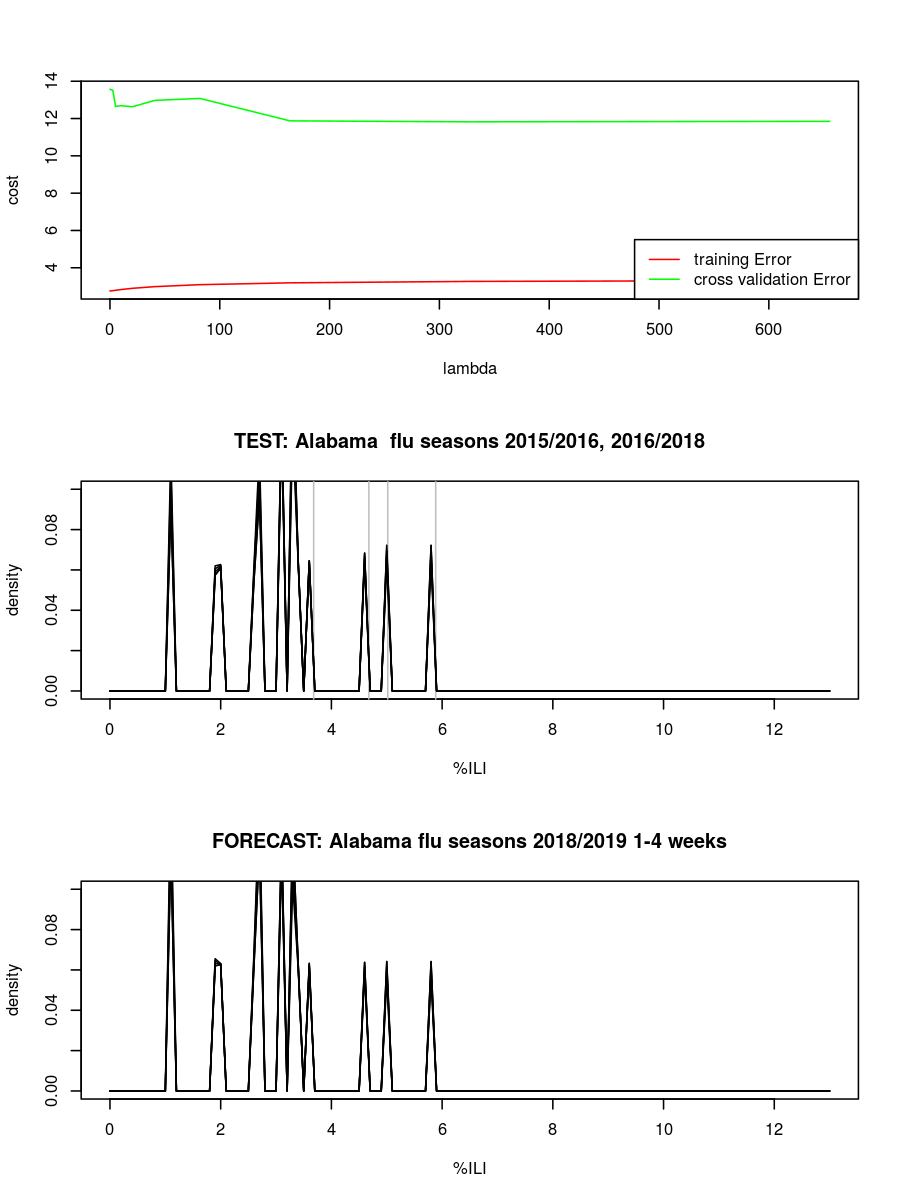 14
12
10
8
6
4
cost
training Error
cross validation Error
0 100 200 300 400 500 600
lambda
TEST: Alabama  flu seasons 2015/2016, 2016/2018
0.08
0.04
0.00
density
0 2 4 6 8 10 12
%ILI
FORECAST: Alabama flu seasons 2018/2019 1-4 weeks
0.08
0.04
0.00
density
0 2 4 6 8 10 12
%ILI